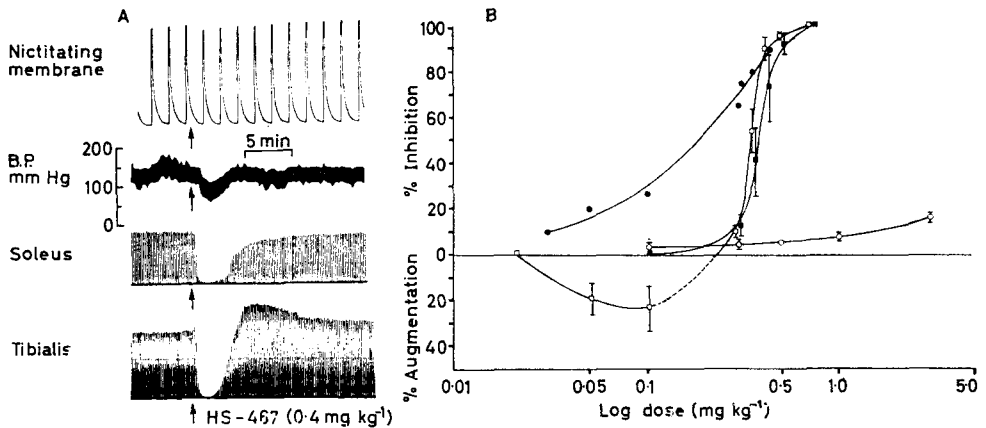 A
Nictitating
membrane
5 min
B.P.
mm Hg
200
100
0
Soleus
Tibialis
HS-467 (0·4 mg kg⁻¹)
B
% Inhibition
100
80
60
40
20
0
20
40
% Augmentation
0·01
0·05
0·1
0·5
1·0
5·0
Log dose (mg kg⁻¹)